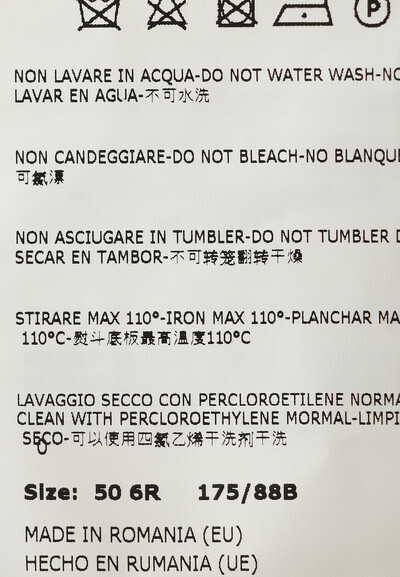 P
NON LAVARE IN ACQUA-DO NOT WATER WASH-NO
LAVAR EN AGUA-不可水洗
NON CANDEGGIARE-DO NOT BLEACH-NO BLANQUE
可氯漂
NON ASCIUGARE IN TUMBLER-DO NOT TUMBLER D
SECAR EN TAMBOR-不可转笼翻转干燥
STIRARE MAX 110°-IRON MAX 110°-PLANCHAR MA
110°C-熨斗底板最高温度110°C
LAVAGGIO SECCO CON PERCLOROETILENE NORMA
CLEAN WITH PERCLOROETHYLENE MORMAL-LIMPI
SECO-可以使用四氯乙烯干洗剂干洗
Size: 50 6R 175/88B
MADE IN ROMANIA (EU)
HECHO EN RUMANIA (UE)